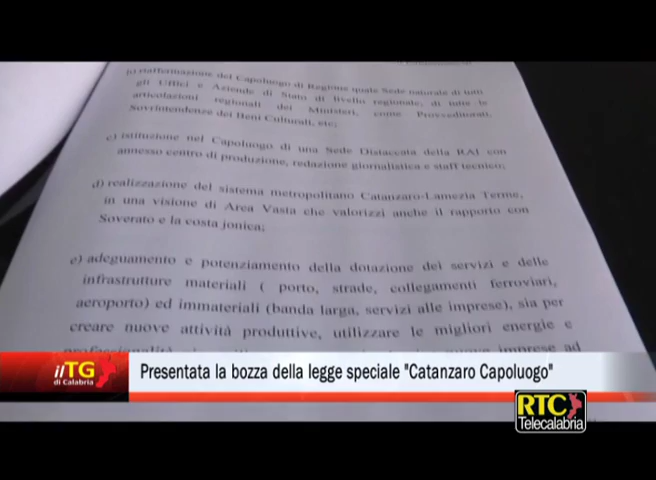 b) riaffermazione del Capoluogo di Regione quale Sede naturale di tutti
gli Uffici e Aziende di Stato di livello regionale, di tutte le
articolazioni regionali dei Ministeri, come Provveditorati,
Sovrintendenze dei Beni Culturali, etc;
c) istituzione nel Capoluogo di una Sede Distaccata della RAI con
annesso centro di produzione, redazione giornalistica e staff tecnico;
d) realizzazione del sistema metropolitano Catanzaro-Lamezia Terme,
in una visione di Area Vasta che valorizzi anche il rapporto con
Soverato e la costa jonica;
e) adeguamento e potenziamento della dotazione dei servizi e delle
infrastrutture materiali ( porto, strade, collegamenti ferroviari,
aeroporto) ed immateriali (banda larga, servizi alle imprese), sia per
creare nuove attività produttive, utilizzare le migliori energie e
imprese ad
ilTG
di Calabria
Presentata la bozza della legge speciale "Catanzaro Capoluogo"
RTC
Telecalabria